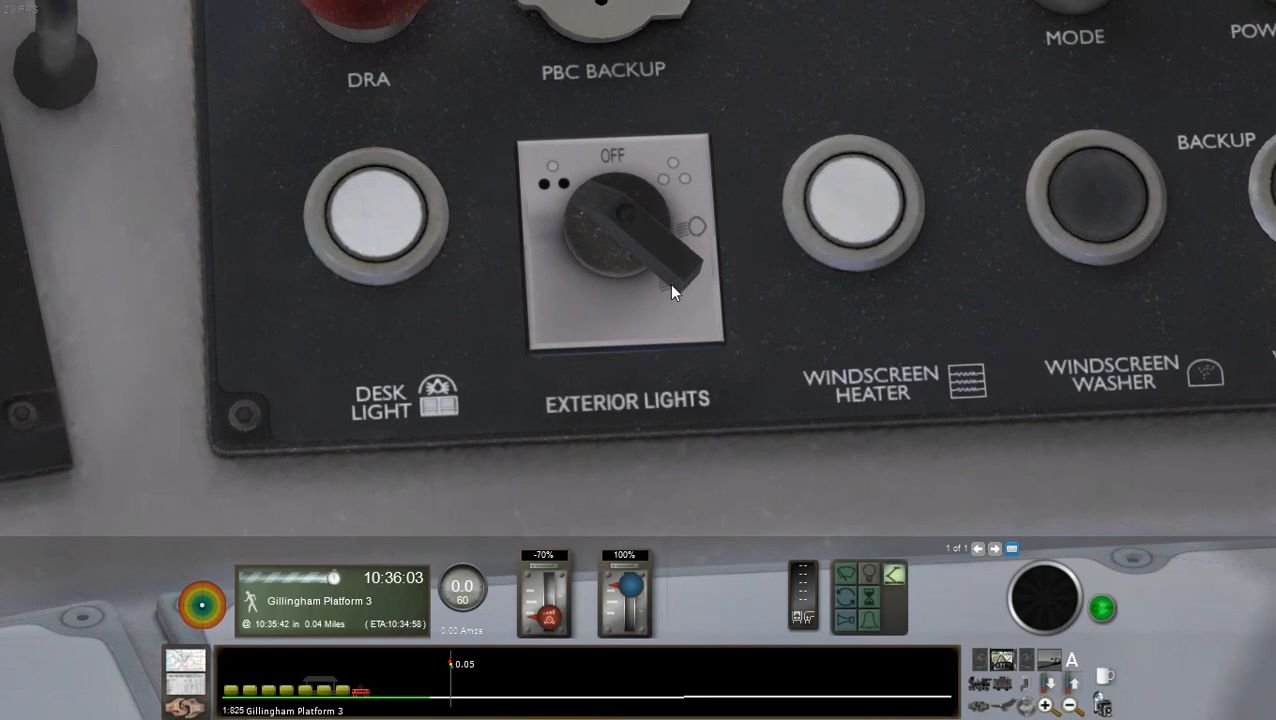 29 FPS
MODE
POW
DRA
PBC BACKUP
BACKUP
OFF
DESK
LIGHT
EXTERIOR LIGHTS
WINDSCREEN
HEATER
WINDSCREEN
WASHER
1 of 1
-70%
100%
10:36:03
Gillingham Platform 3
@ 10:35:42 in 0.04 Miles (ETA:10:34:58)
0.0
60
0.00 Amps
0.05
A
1:825 Gillingham Platform 3